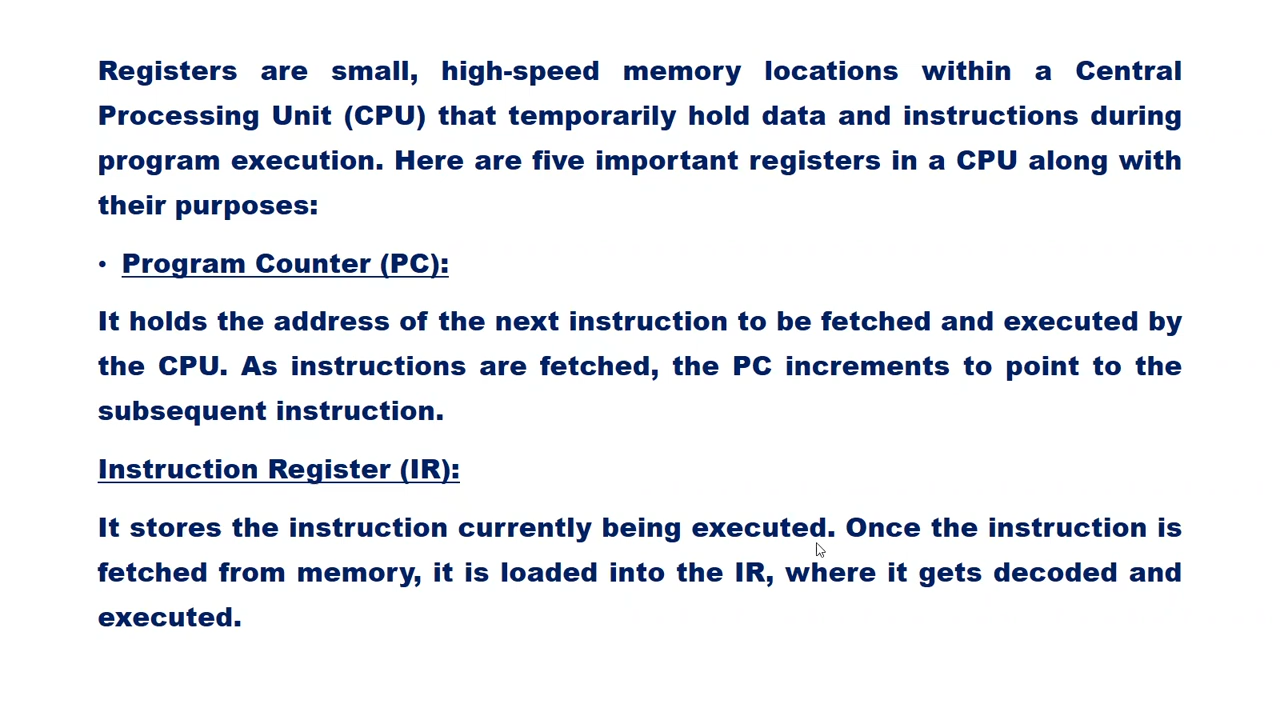 Registers are small, high-speed memory locations within a Central
Processing Unit (CPU) that temporarily hold data and instructions during
program execution. Here are five important registers in a CPU along with
their purposes:
• Program Counter (PC):
It holds the address of the next instruction to be fetched and executed by
the CPU. As instructions are fetched, the PC increments to point to the
subsequent instruction.
Instruction Register (IR):
It stores the instruction currently being executed. Once the instruction is
fetched from memory, it is loaded into the IR, where it gets decoded and
executed.